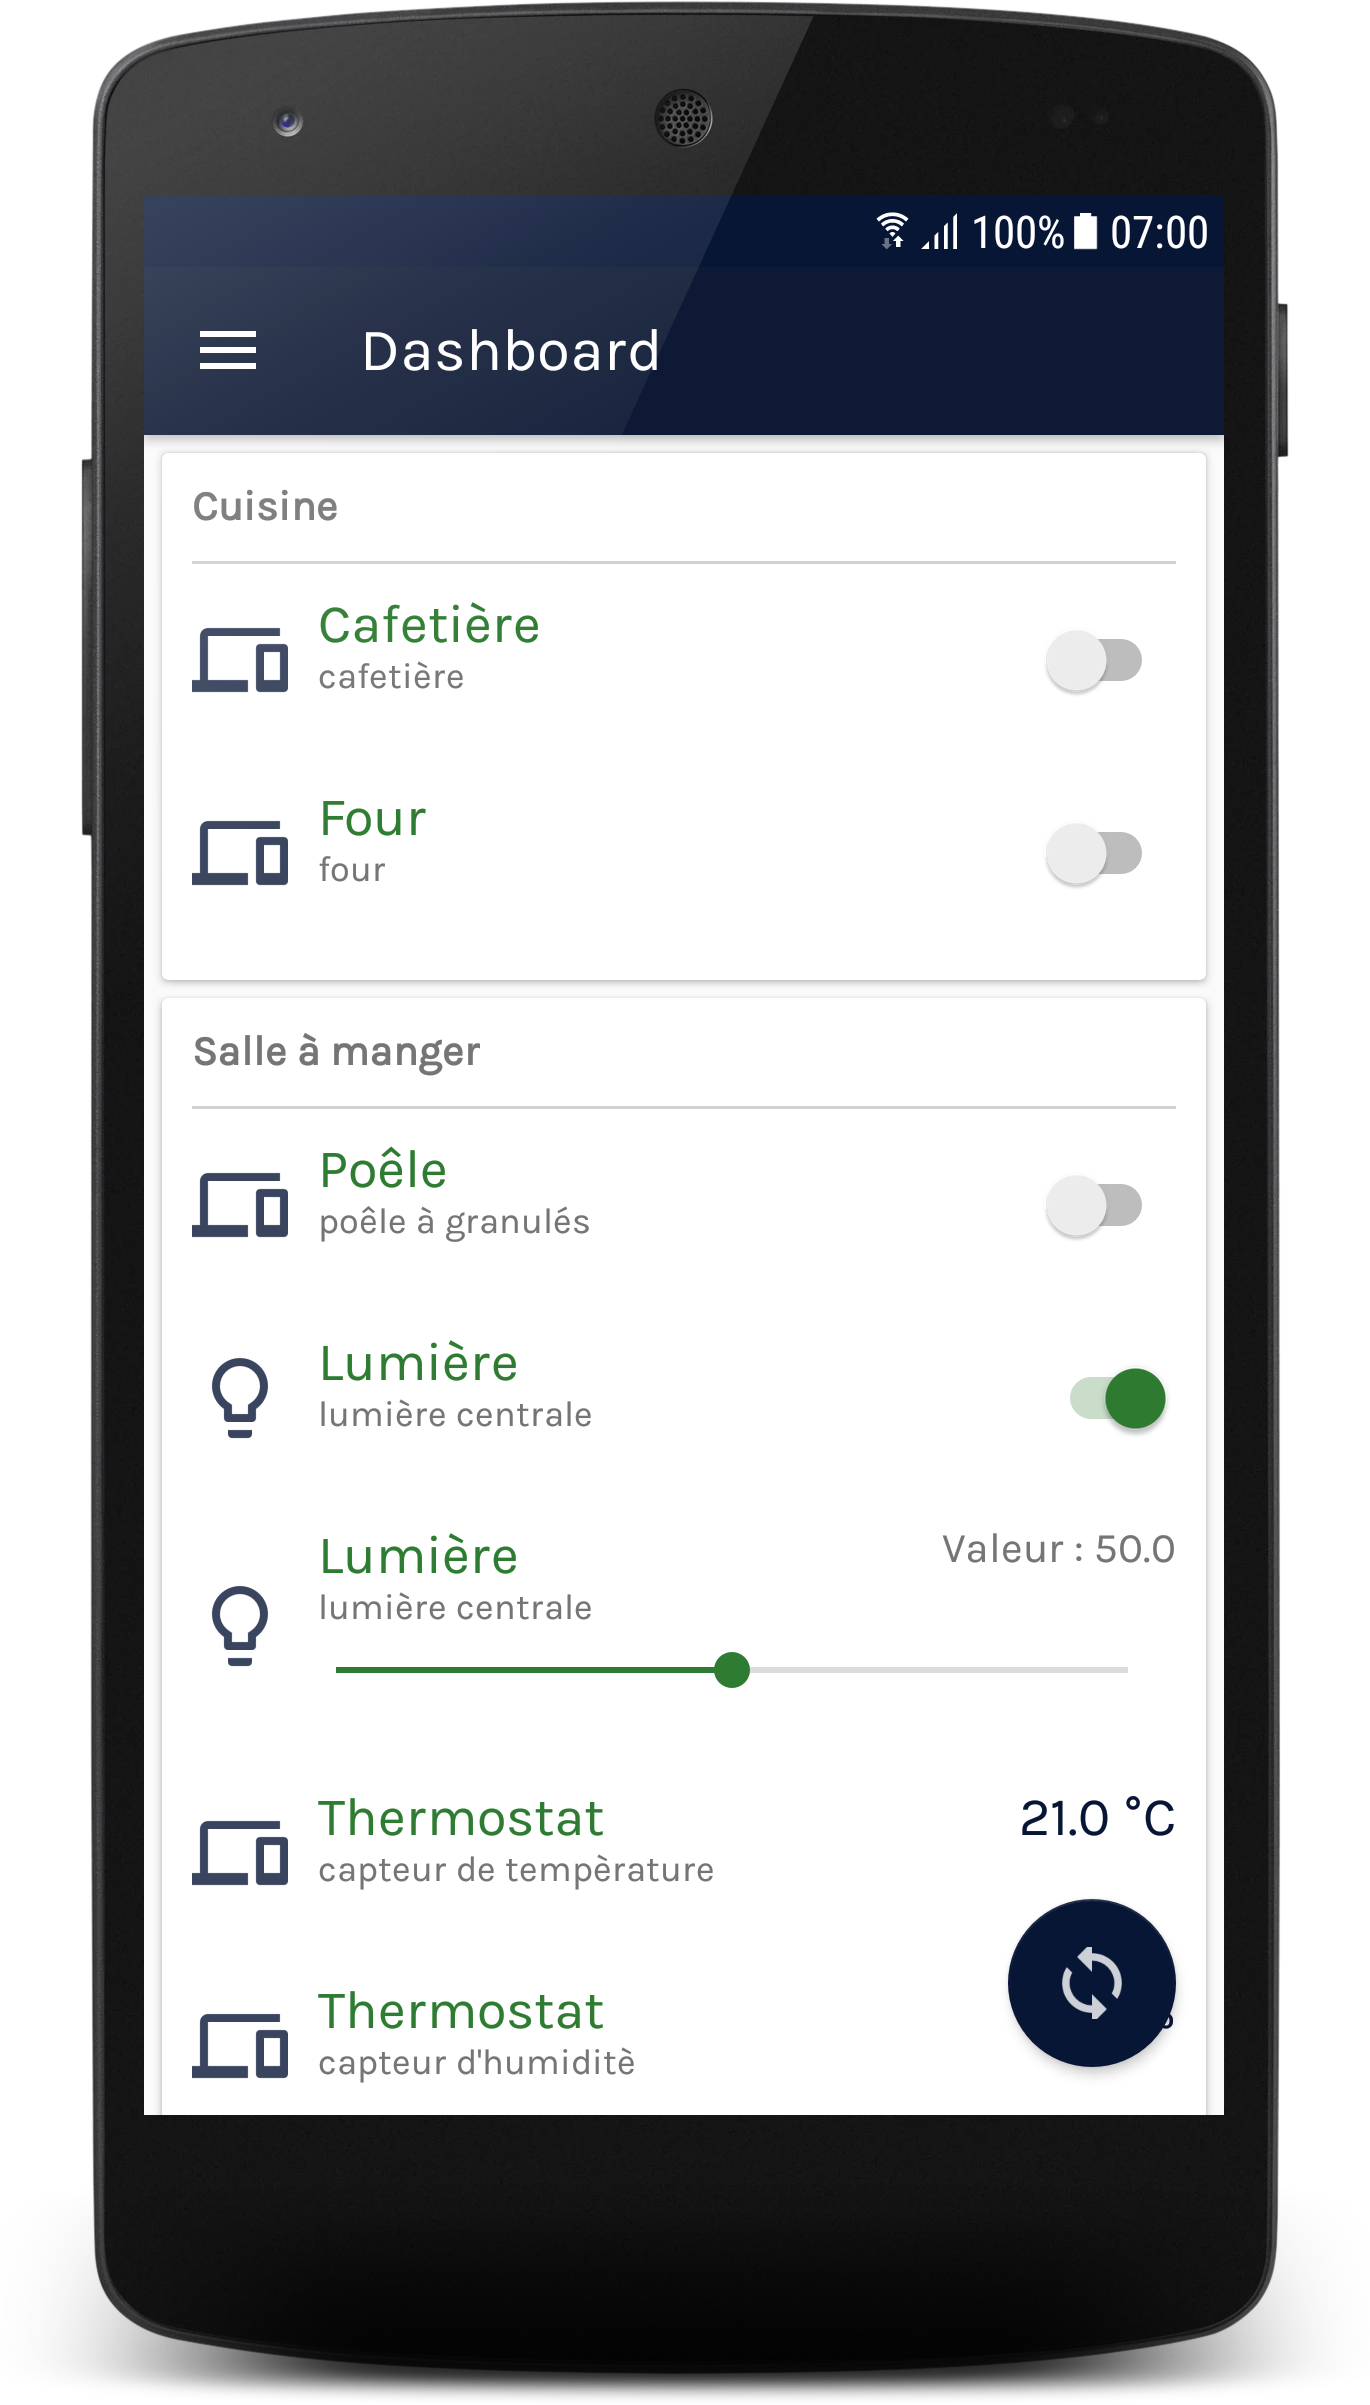 100% 07:00
Dashboard
Cuisine
Cafetière
cafetière
Four
four
Salle à manger
Poêle
poêle à granulés
Lumière
lumière centrale
Lumière
Valeur : 50.0
lumière centrale
Thermostat
21.0 °C
capteur de tempèrature
Thermostat
capteur d'humiditè